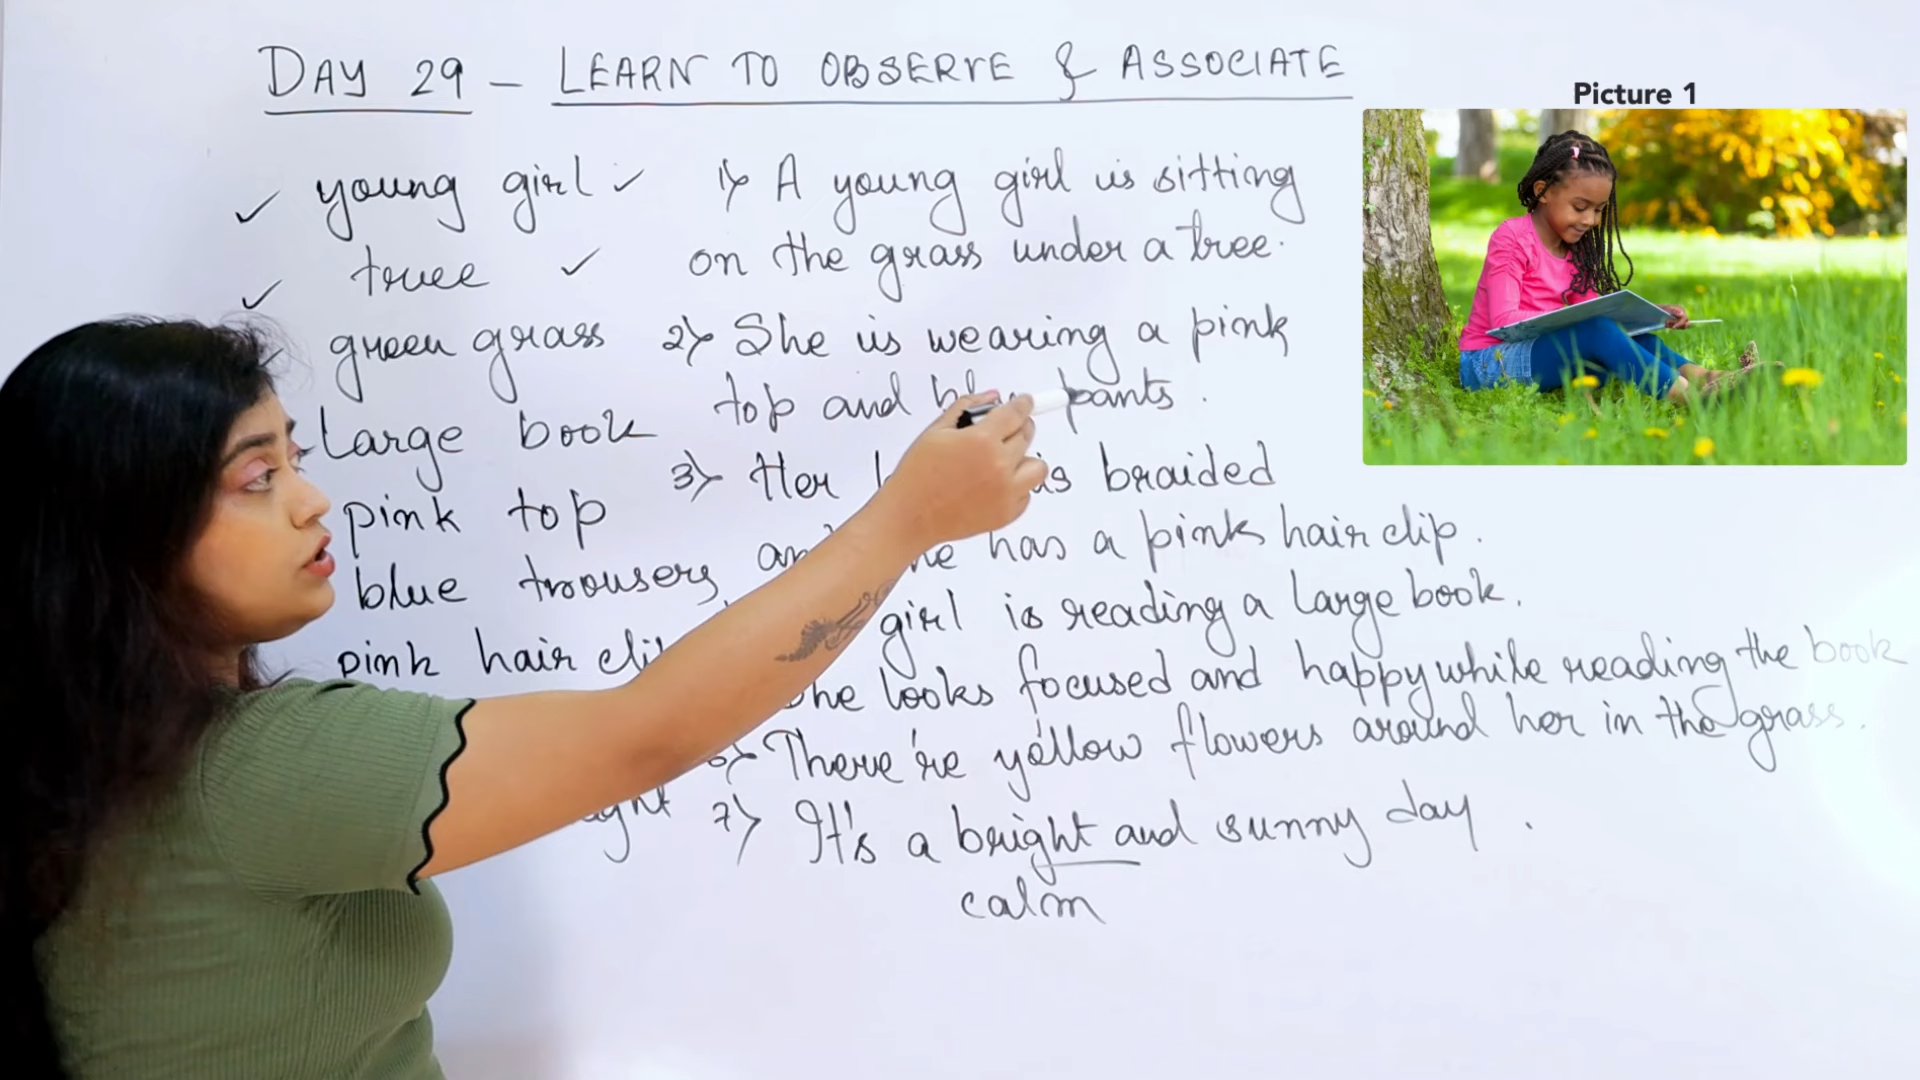 DAY 29 – LEARN TO OBSERVE & ASSOCIATE
Picture 1
✓ young girl ✓
✓ tree ✓
green grass
large book
pink top
blue trousers
pink hair cli
1) A young girl is sitting
on the grass under a tree.
2) She is wearing a pink
top and pants.
3) Her is braided
has a pink hair clip.
girl is reading a large book.
he looks focused and happy while reading the book
6) There're yellow flowers around her in the grass.
7) It's a bright and sunny day.
calm